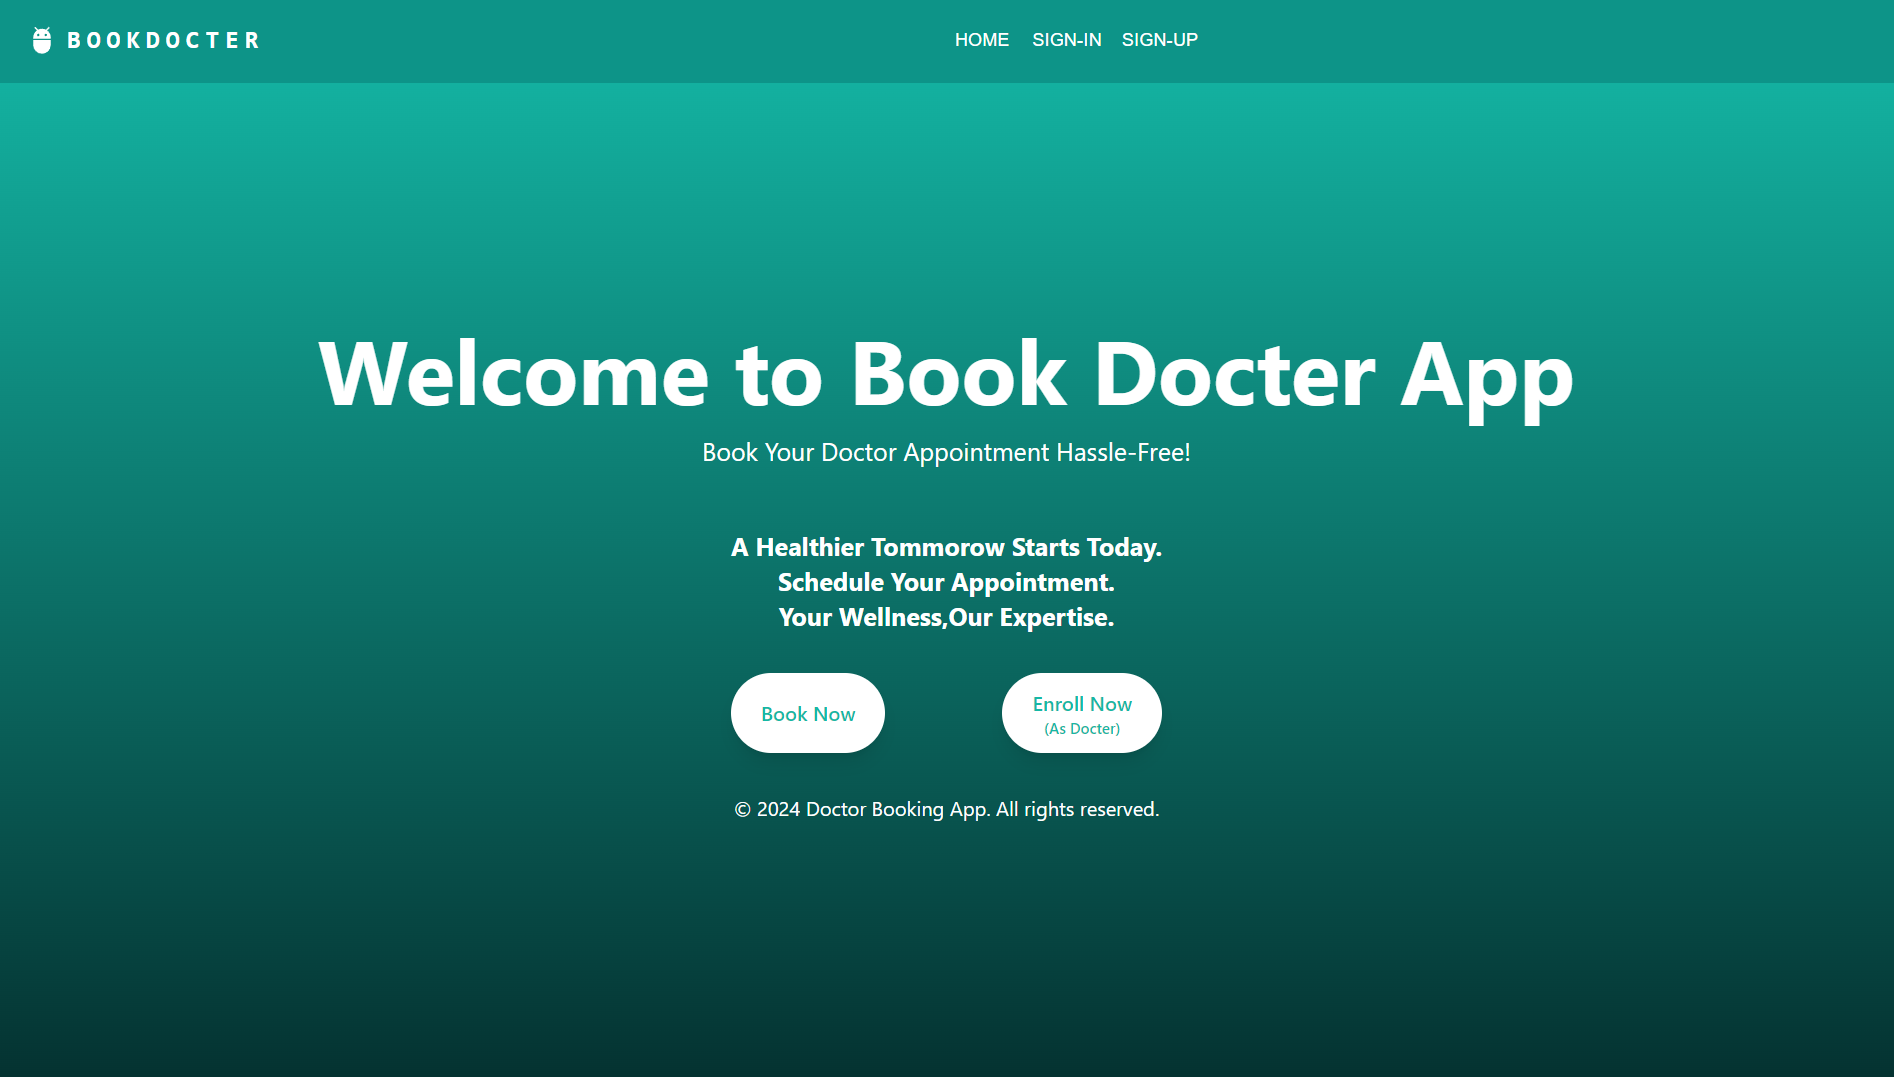 BOOKDOCTER
HOME SIGN-IN SIGN-UP
Welcome to Book Docter App
Book Your Doctor Appointment Hassle-Free!
A Healthier Tommorow Starts Today.
Schedule Your Appointment.
Your Wellness,Our Expertise.
Book Now
Enroll Now
(As Docter)
© 2024 Doctor Booking App. All rights reserved.